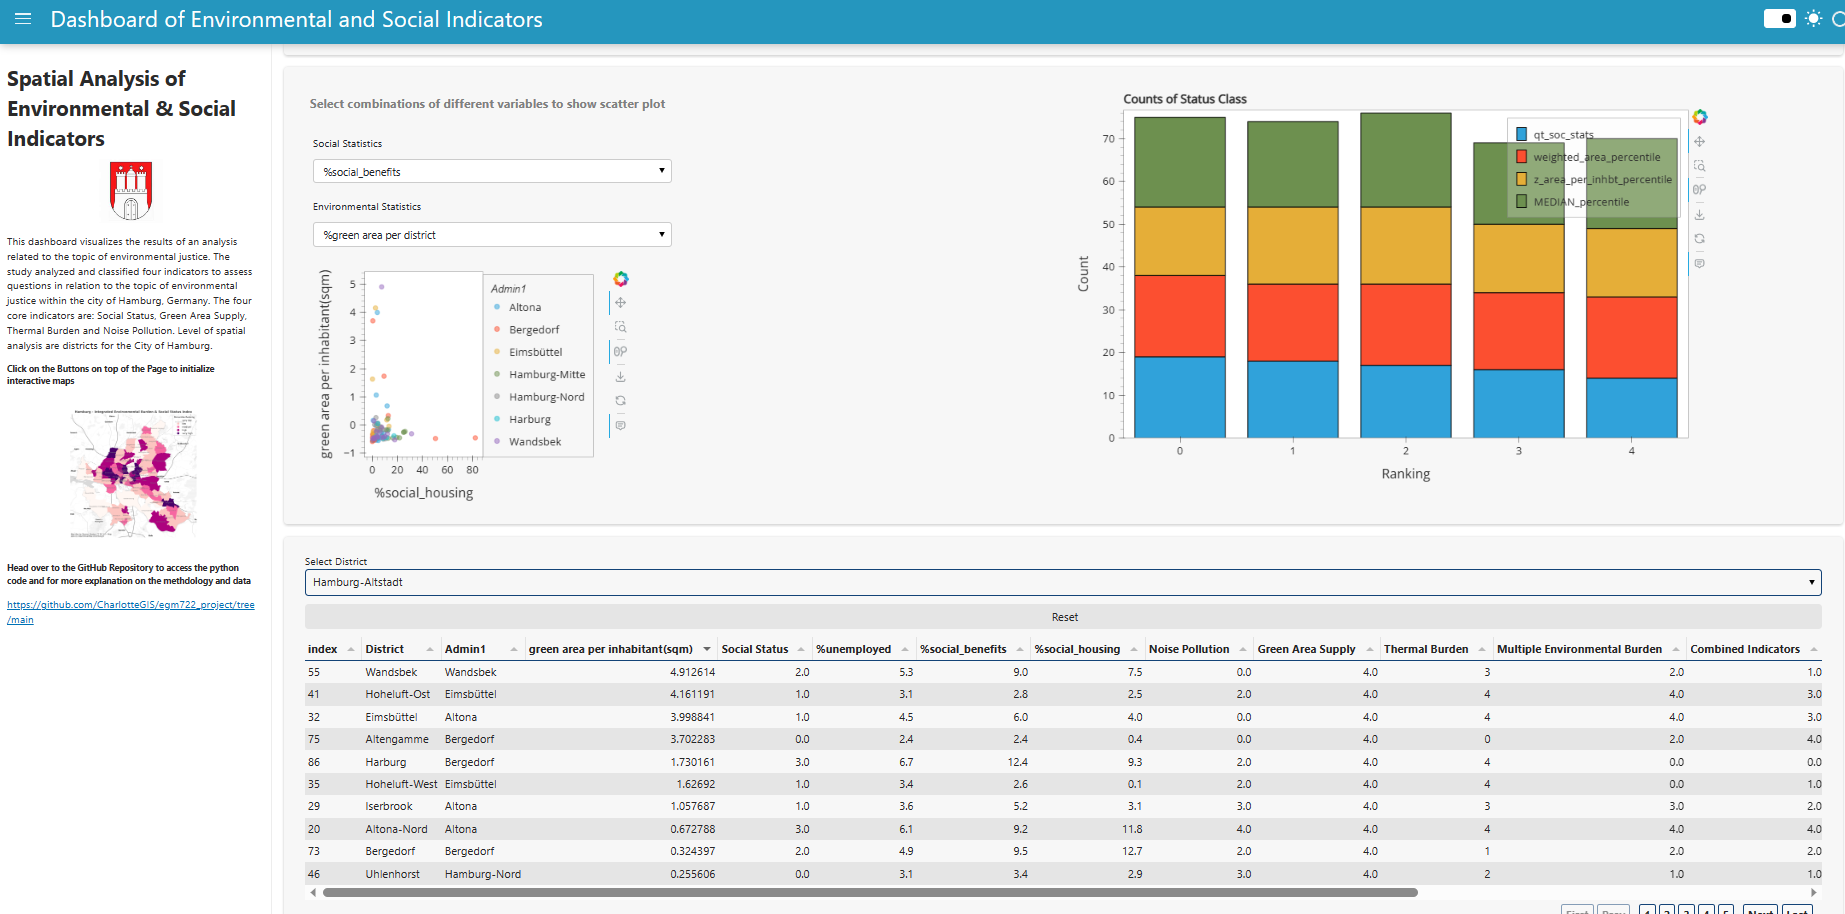 Dashboard of Environmental and Social Indicators
Spatial Analysis of
Environmental & Social
Indicators
This dashboard visualizes the results of an analysis
related to the topic of environmental justice. The
study analyzed and classified four indicators to assess
questions in relation to the topic of environmental
justice within the city of Hamburg, Germany. The four
core indicators are: Social Status, Green Area Supply,
Thermal Burden and Noise Pollution. Level of spatial
analysis are districts for the City of Hamburg.
Click on the Buttons on top of the Page to initialize
interactive maps
Hamburg - Integrated Environmental Burden & Social Status Index
Head over to the GitHub Repository to access the python
code and for more explanation on the methdology and data
https://github.com/CharlotteGIS/egm722_project/tree
/main
Select combinations of different variables to show scatter plot
Social Statistics
%social_benefits
Environmental Statistics
%green area per district
green area per inhabitant(sqm)
5
4
3
2
1
0
−1
0 20 40 60 80
%social_housing
Admin1
Altona
Bergedorf
Eimsbüttel
Hamburg-Mitte
Hamburg-Nord
Harburg
Wandsbek
Counts of Status Class
Count
70
60
50
40
30
20
10
0
0 1 2 3 4
Ranking
qt_soc_stats
weighted_area_percentile
z_area_per_inhbt_percentile
MEDIAN_percentile
Select District
Hamburg-Altstadt
Reset
index District Admin1 green area per inhabitant(sqm) Social Status %unemployed %social_benefits %social_housing Noise Pollution Green Area Supply Thermal Burden Multiple Environmental Burden Combined Indicators
55 Wandsbek Wandsbek 4.912614 2.0 5.3 9.0 7.5 0.0 4.0 3 2.0 1.0
41 Hoheluft-Ost Eimsbüttel 4.161191 1.0 3.1 2.8 2.5 2.0 4.0 4 4.0 3.0
32 Eimsbüttel Altona 3.998841 1.0 4.5 6.0 4.0 0.0 4.0 4 4.0 3.0
75 Altengamme Bergedorf 3.702283 0.0 2.4 2.4 0.4 0.0 4.0 0 2.0 4.0
86 Harburg Bergedorf 1.730161 3.0 6.7 12.4 9.3 2.0 4.0 4 0.0 0.0
35 Hoheluft-West Eimsbüttel 1.62692 1.0 3.4 2.6 0.1 2.0 4.0 4 0.0 1.0
29 Iserbrook Altona 1.057687 1.0 3.6 5.2 3.1 3.0 4.0 3 3.0 2.0
20 Altona-Nord Altona 0.672788 3.0 6.1 9.2 11.8 4.0 4.0 4 4.0 4.0
73 Bergedorf Bergedorf 0.324397 2.0 4.9 9.5 12.7 2.0 4.0 1 2.0 2.0
46 Uhlenhorst Hamburg-Nord 0.255606 0.0 3.1 3.4 2.9 3.0 4.0 2 1.0 1.0
First Prev 1 2 3 4 5 Next Last